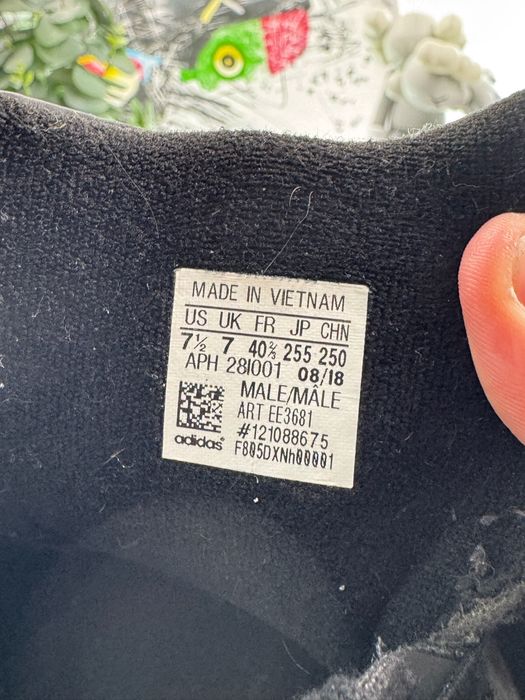 MADE IN VIETNAM
US UK FR JP CHN
7½ 7 40⅔ 255 250
APH 28I001 08/18
MALE/MÂLE
ART EE3681
#121088675
adidas® F805DXNh00001